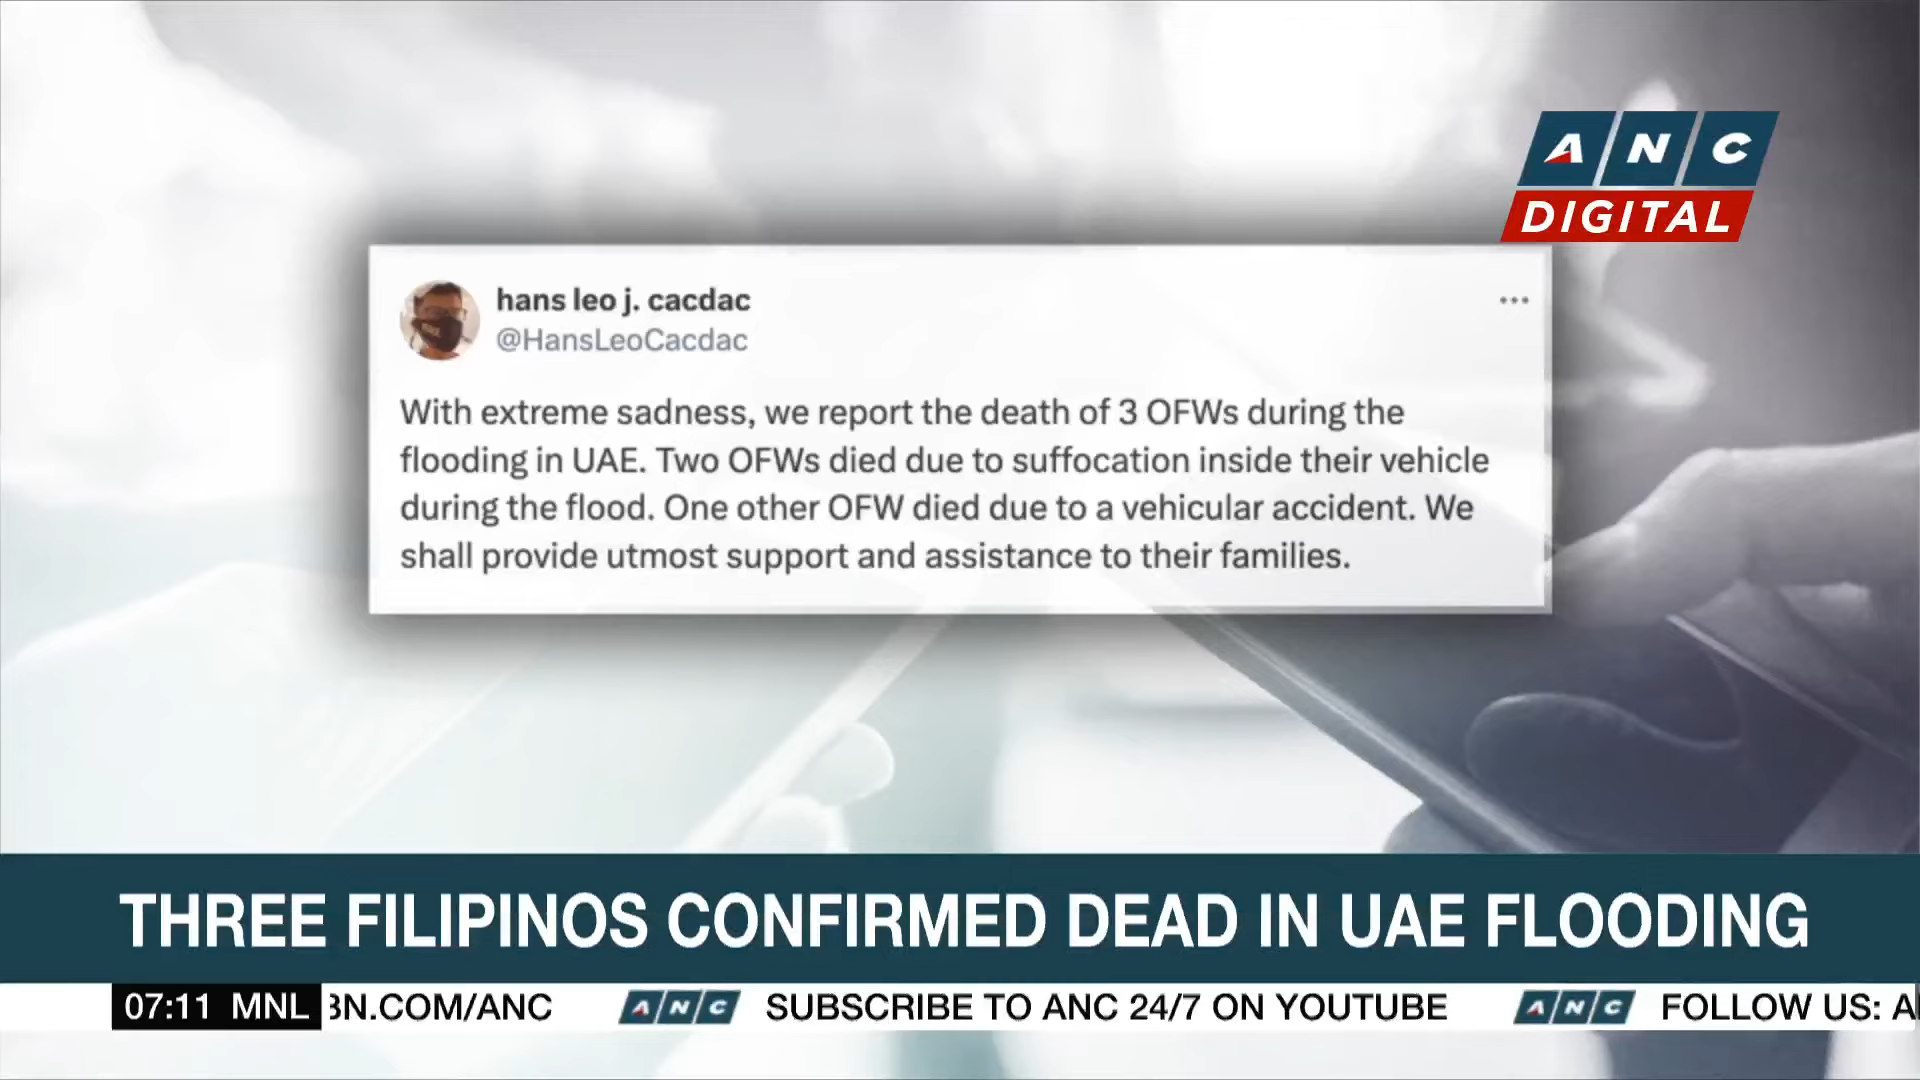 ANC
DIGITAL
hans leo j. cacdac
@HansLeoCacdac
With extreme sadness, we report the death of 3 OFWs during the
flooding in UAE. Two OFWs died due to suffocation inside their vehicle
during the flood. One other OFW died due to a vehicular accident. We
shall provide utmost support and assistance to their families.
THREE FILIPINOS CONFIRMED DEAD IN UAE FLOODING
07:11 MNL BN.COM/ANC ANC SUBSCRIBE TO ANC 24/7 ON YOUTUBE ANC FOLLOW US: